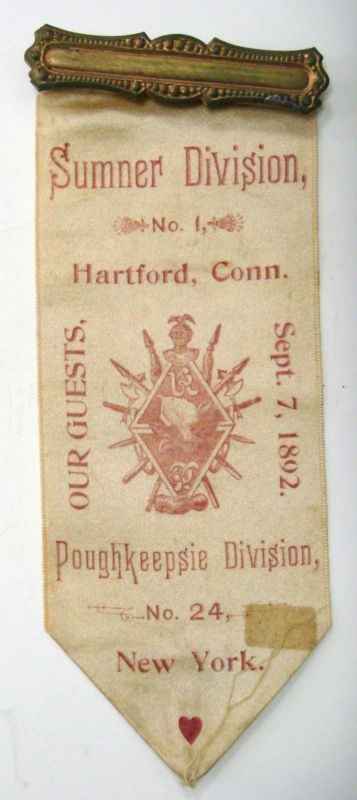 Sumner Division,
No. 1,
Hartford, Conn.
OUR GUESTS,
Sept. 7, 1892.
Poughkeepsie Division,
No. 24,
New York.